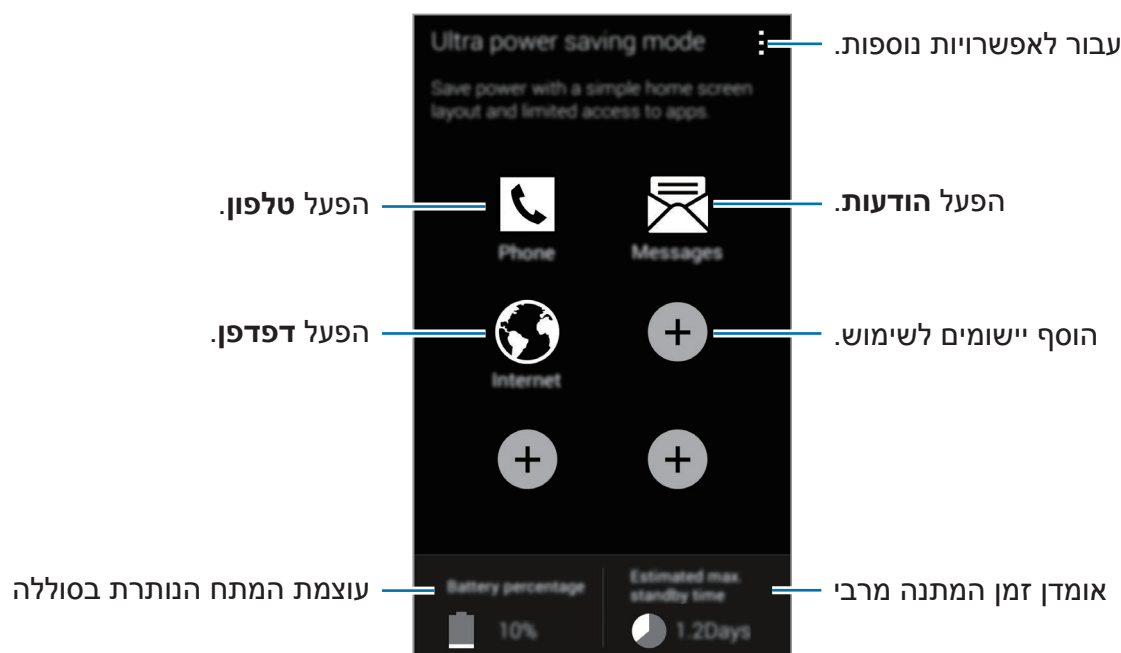 Ultra power saving mode
עבור לאפשרויות נוספות.
Save power with a simple home screen
layout and limited access to apps.
הפעל טלפון.
הפעל הודעות.
Phone
Messages
הפעל דפדפן.
הוסף יישומים לשימוש.
Internet
עוצמת המתח הנותרת בסוללה
Battery percentage
10%
Estimated max.
standby time
1.2Days
אומדן זמן המתנה מרבי